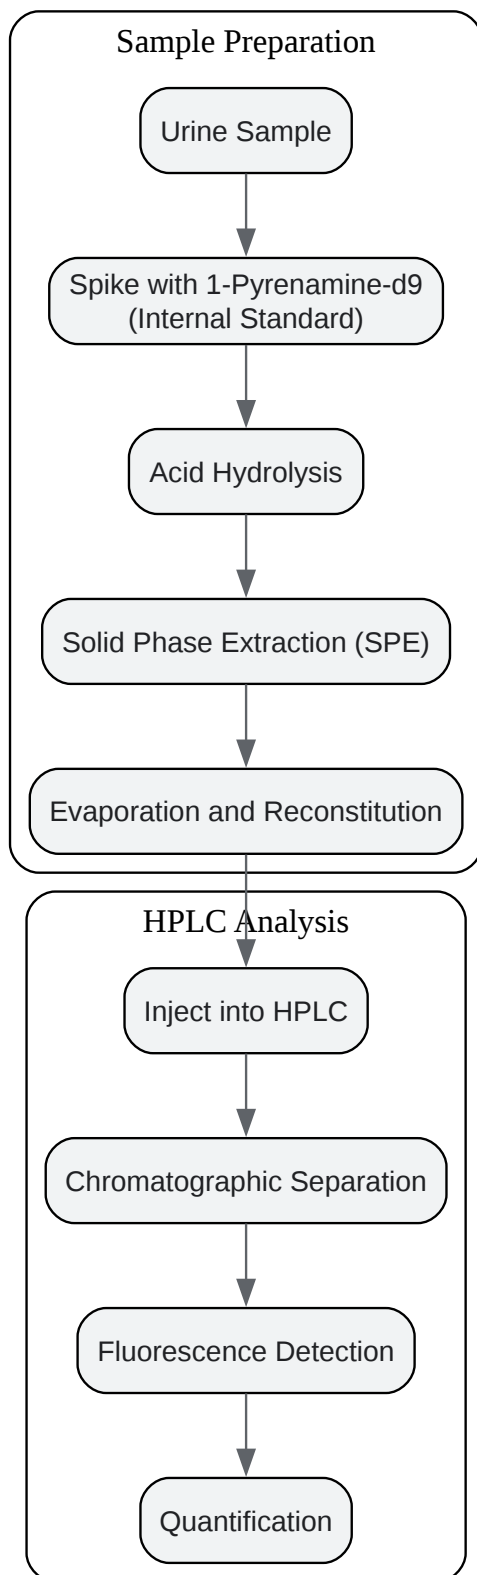 Sample Preparation
Urine Sample
Spike with 1-Pyrenamine-d9
(Internal Standard)
Acid Hydrolysis
Solid Phase Extraction (SPE)
Evaporation and Reconstitution
HPLC Analysis
Inject into HPLC
Chromatographic Separation
Fluorescence Detection
Quantification